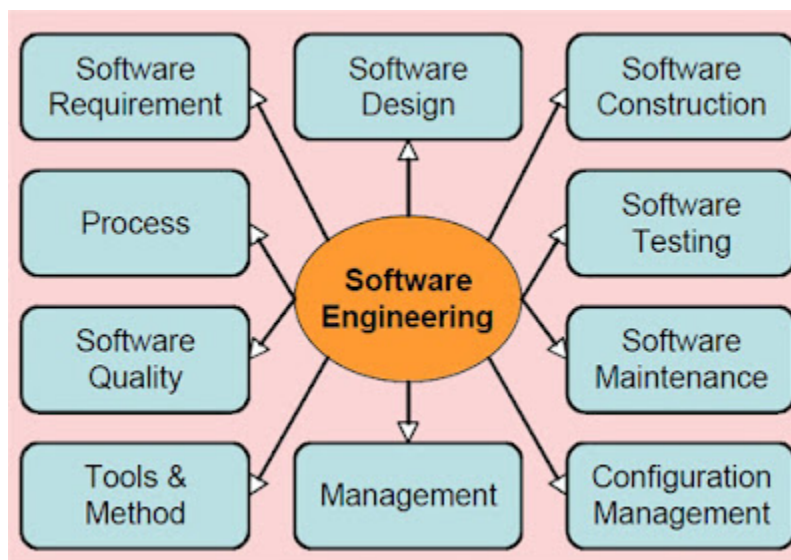 Software
Requirement
Software
Design
Software
Construction
Process
Software
Testing
Software
Engineering
Software
Quality
Software
Maintenance
Tools &
Method
Management
Configuration
Management